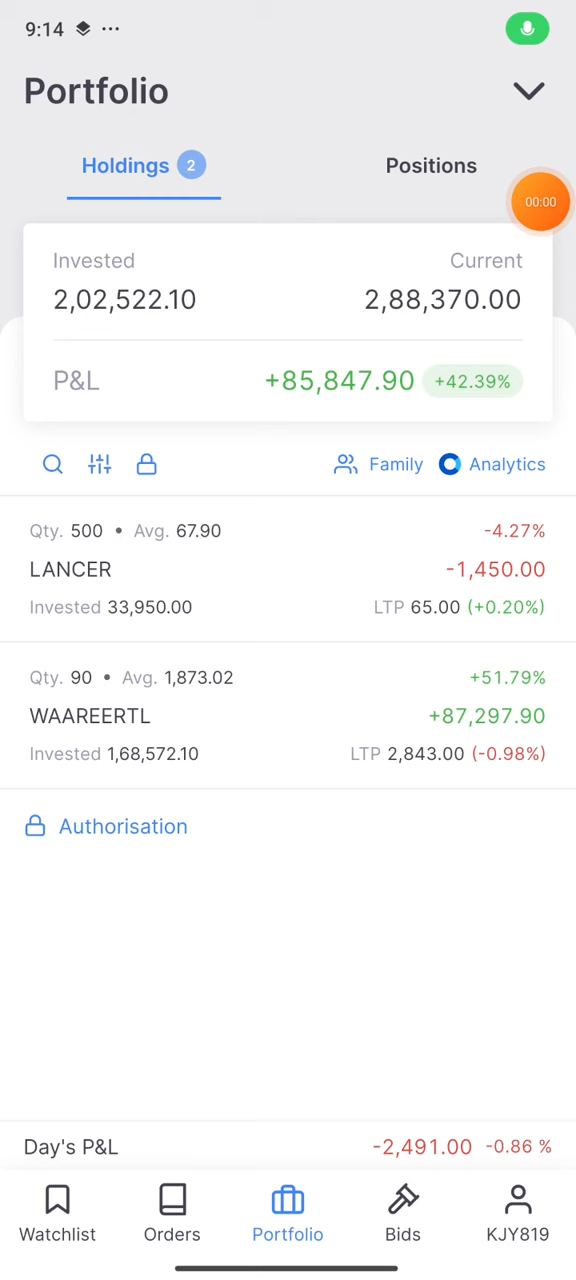 9:14
Portfolio
Holdings 2 Positions
00:00
Invested Current
2,02,522.10 2,88,370.00
P&L +85,847.90 +42.39%
Family Analytics
Qty. 500 • Avg. 67.90 -4.27%
LANCER -1,450.00
Invested 33,950.00 LTP 65.00 (+0.20%)
Qty. 90 • Avg. 1,873.02 +51.79%
WAAREERTL +87,297.90
Invested 1,68,572.10 LTP 2,843.00 (-0.98%)
Authorisation
Day's P&L -2,491.00 -0.86 %
Watchlist Orders Portfolio Bids KJY819